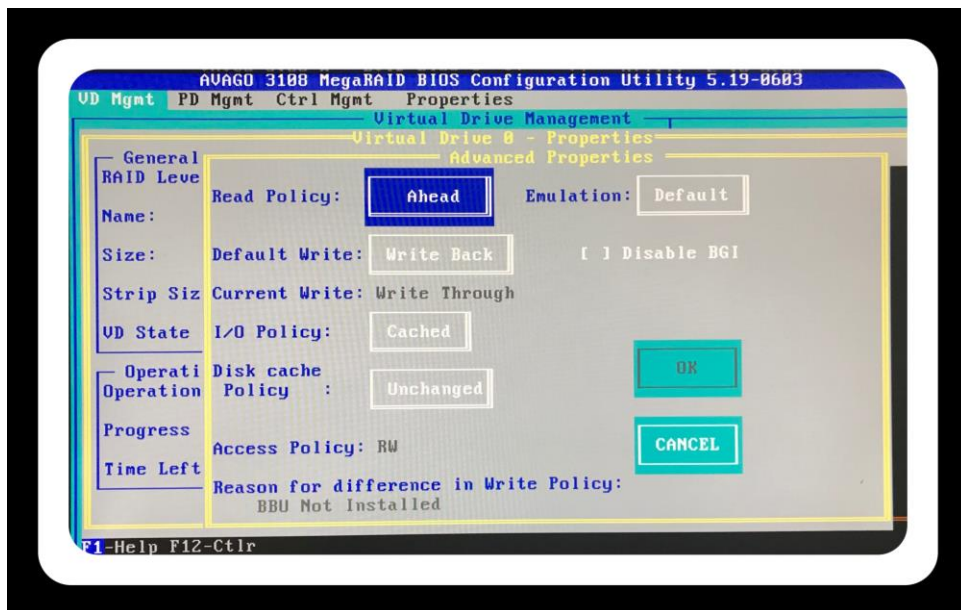 AVAGO 3108 MegaRAID BIOS Configuration Utility 5.19-0603
VD Mgmt PD Mgmt Ctrl Mgmt Properties
Virtual Drive Management
Virtual Drive 0 - Properties
General
Advanced Properties
RAID Leve
Read Policy: Ahead Emulation: Default
Name:
Size: Default Write: Write Back [ ] Disable BGI
Strip Siz Current Write: Write Through
VD State I/O Policy: Cached
Operati Disk cache OK
Operation Policy : Unchanged
Progress
Access Policy: RW CANCEL
Time Left
Reason for difference in Write Policy:
BBU Not Installed
F1-Help F12-Ctlr